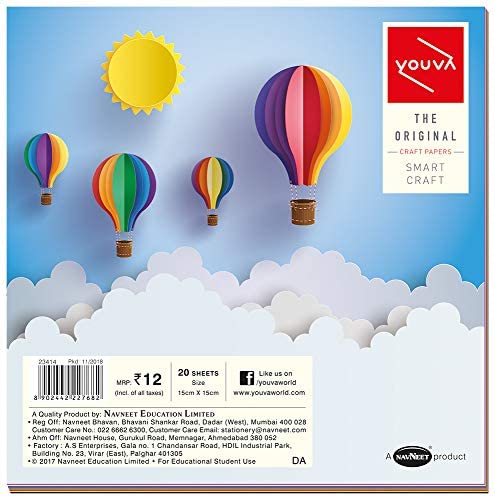 youva
THE
ORIGINAL
CRAFT PAPERS
SMART
CRAFT
23414 Pkd : 11/2018
8 902442 227682
MRP: ₹ 12
(Incl. of all taxes)
20 SHEETS
Size
15cm X 15cm
f Like us on
/youvaworld
www.youvaworld.com
A Quality Product by: NAVNEET EDUCATION LIMITED
• Reg Off: Navneet Bhavan, Bhavani Shankar Road, Dadar (West), Mumbai 400 028
Customer Care No.: 022 6662 6300, Customer Care Email: stationery@navneet.com
• Ahm Off: Navneet House, Gurukul Road, Memnagar, Ahmedabad 380 052
• Factory : A.S Enterprises, Gala no. 1 Chandansar Road, HDIL Industrial Park,
Building No. 23, Virar (East), Palghar 401305
• © 2017 Navneet Education Limited • For Educational Student Use DA
A NAVNEET product